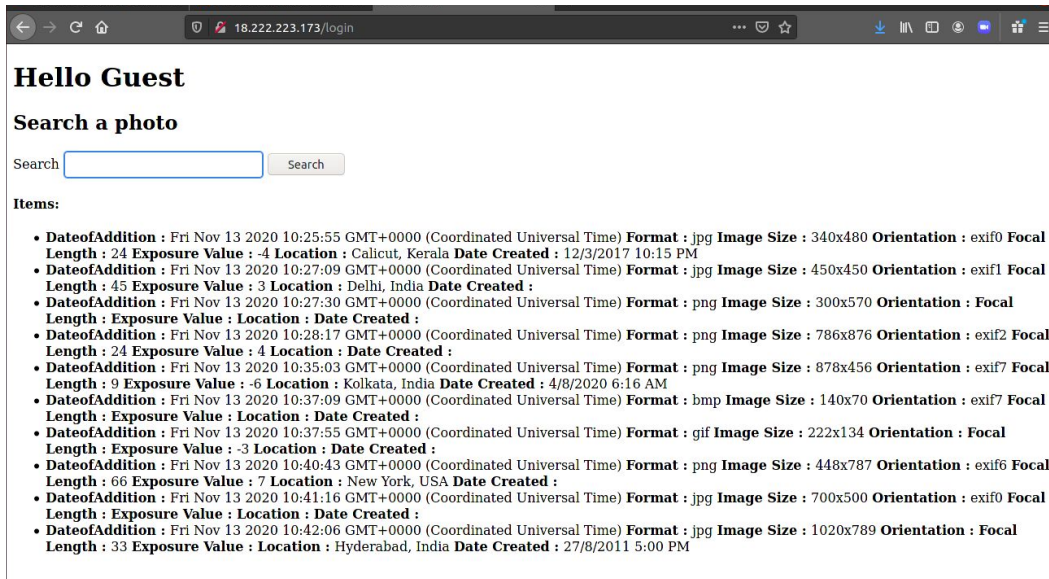 18.222.223.173/login
Hello Guest
Search a photo
Search Search
Items:
• DateofAddition : Fri Nov 13 2020 10:25:55 GMT+0000 (Coordinated Universal Time) Format : jpg Image Size : 340x480 Orientation : exif0 Focal
Length : 24 Exposure Value : -4 Location : Calicut, Kerala Date Created : 12/3/2017 10:15 PM
• DateofAddition : Fri Nov 13 2020 10:27:09 GMT+0000 (Coordinated Universal Time) Format : jpg Image Size : 450x450 Orientation : exif1 Focal
Length : 45 Exposure Value : 3 Location : Delhi, India Date Created :
• DateofAddition : Fri Nov 13 2020 10:27:30 GMT+0000 (Coordinated Universal Time) Format : png Image Size : 300x570 Orientation : Focal
Length : Exposure Value : Location : Date Created :
• DateofAddition : Fri Nov 13 2020 10:28:17 GMT+0000 (Coordinated Universal Time) Format : png Image Size : 786x876 Orientation : exif2 Focal
Length : 24 Exposure Value : 4 Location : Date Created :
• DateofAddition : Fri Nov 13 2020 10:35:03 GMT+0000 (Coordinated Universal Time) Format : png Image Size : 878x456 Orientation : exif7 Focal
Length : 9 Exposure Value : -6 Location : Kolkata, India Date Created : 4/8/2020 6:16 AM
• DateofAddition : Fri Nov 13 2020 10:37:09 GMT+0000 (Coordinated Universal Time) Format : bmp Image Size : 140x70 Orientation : exif7 Focal
Length : Exposure Value : Location : Date Created :
• DateofAddition : Fri Nov 13 2020 10:37:55 GMT+0000 (Coordinated Universal Time) Format : gif Image Size : 222x134 Orientation : Focal
Length : Exposure Value : -3 Location : Date Created :
• DateofAddition : Fri Nov 13 2020 10:40:43 GMT+0000 (Coordinated Universal Time) Format : png Image Size : 448x787 Orientation : exif6 Focal
Length : 66 Exposure Value : 7 Location : New York, USA Date Created :
• DateofAddition : Fri Nov 13 2020 10:41:16 GMT+0000 (Coordinated Universal Time) Format : jpg Image Size : 700x500 Orientation : exif0 Focal
Length : Exposure Value : Location : Date Created :
• DateofAddition : Fri Nov 13 2020 10:42:06 GMT+0000 (Coordinated Universal Time) Format : jpg Image Size : 1020x789 Orientation : Focal
Length : 33 Exposure Value : Location : Hyderabad, India Date Created : 27/8/2011 5:00 PM